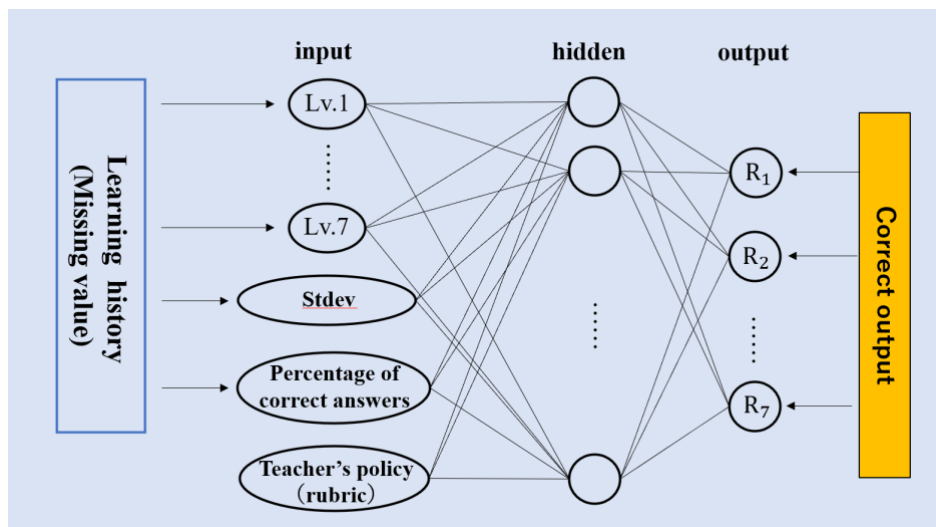 input
hidden
output
Learning history
(Missing value)
Lv.1
......
Lv.7
Stdev
Percentage of
correct answers
Teacher's policy
（rubric）
......
R₁
R₂
......
R₇
Correct output